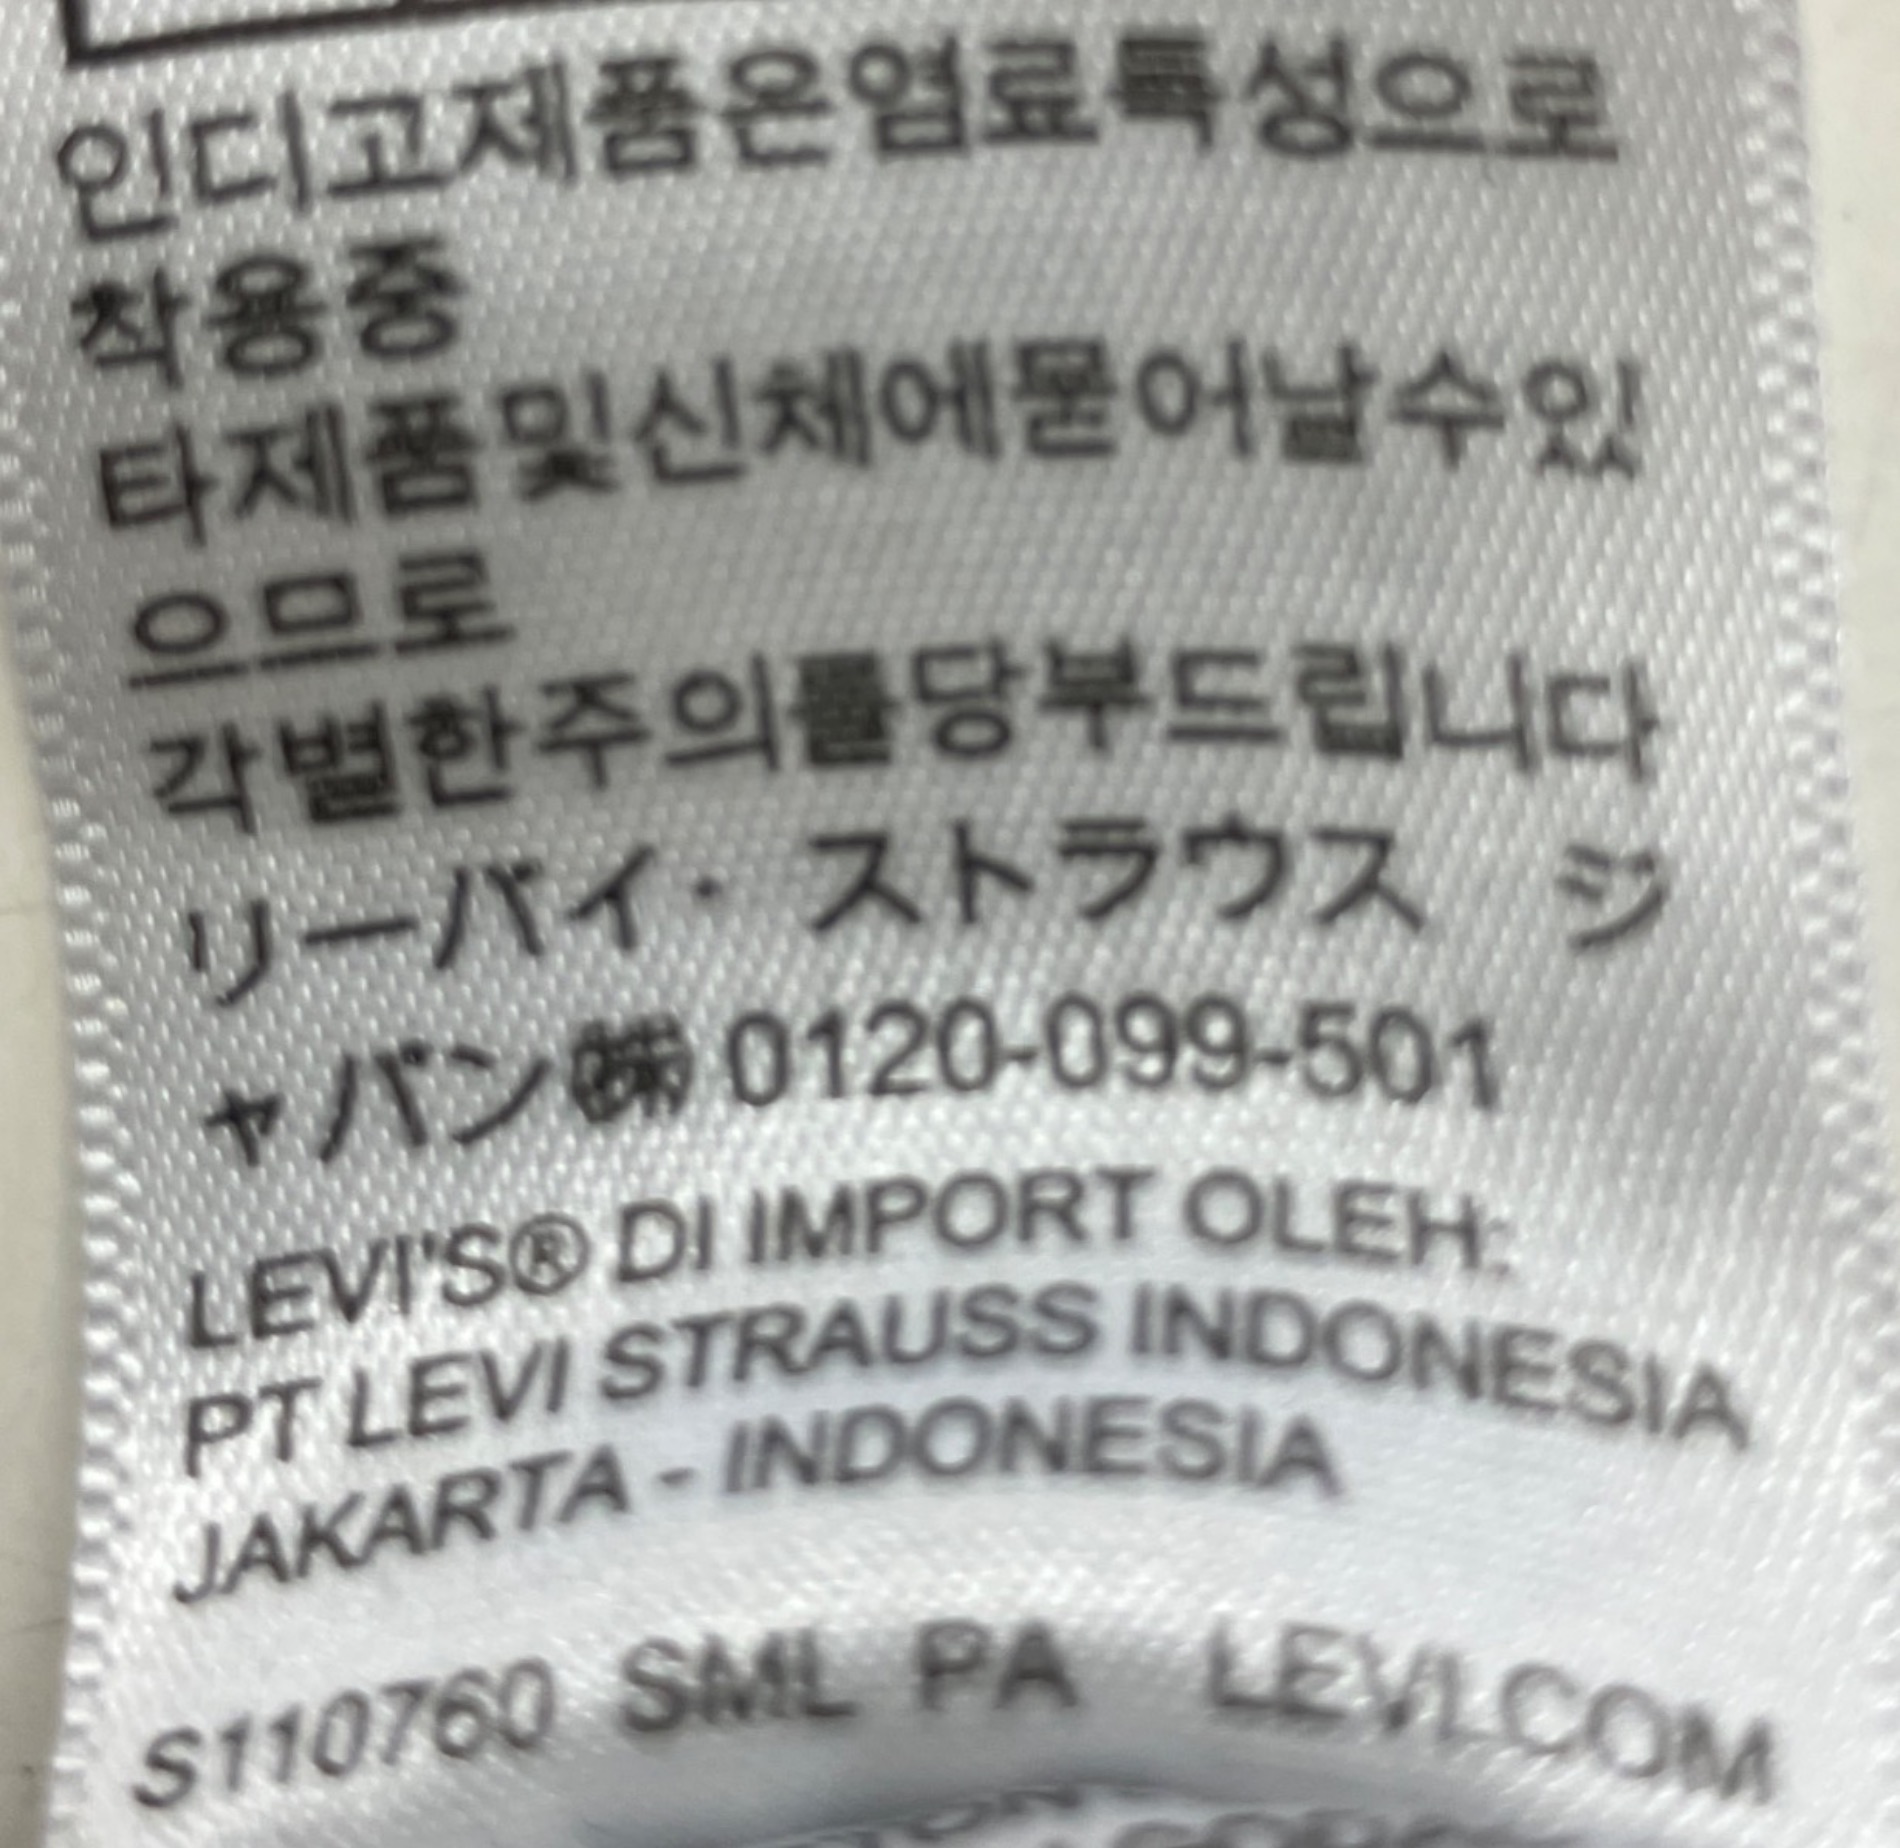 인디고제품은염료특성으로
착용중
타제품및신체에묻어날수있
으므로
각별한주의를당부드립니다
リーバイ・ ストラウス ジ
ャパン㈱ 0120-099-501
LEVI'S® DI IMPORT OLEH:
PT LEVI STRAUSS INDONESIA
JAKARTA - INDONESIA
S110760 SML PA LEVI.COM